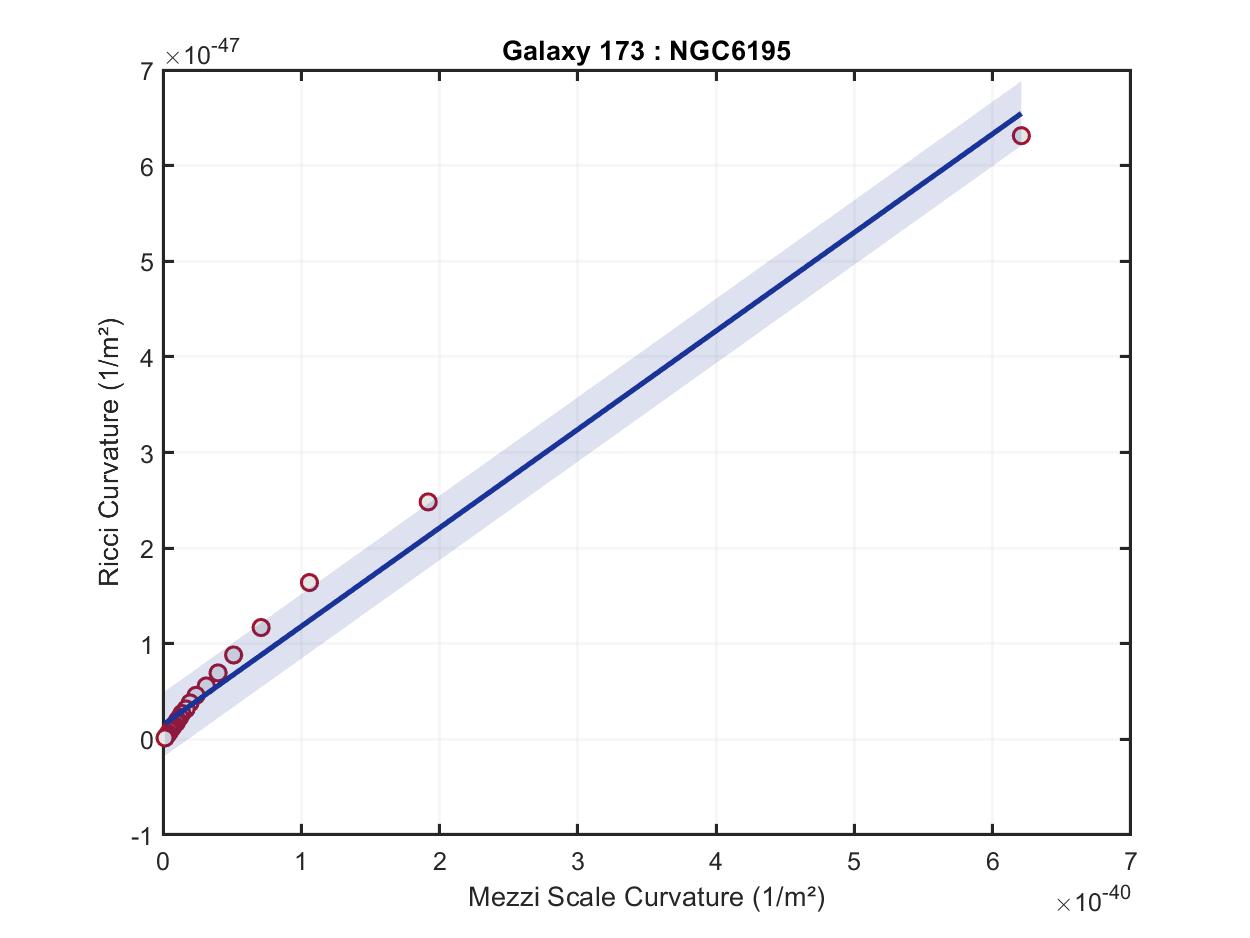 Galaxy 173 : NGC6195
×10⁻⁴⁷
7
6
5
4
3
2
1
0
-1
Ricci Curvature (1/m²)
0 1 2 3 4 5 6 7
Mezzi Scale Curvature (1/m²)
×10⁻⁴⁰